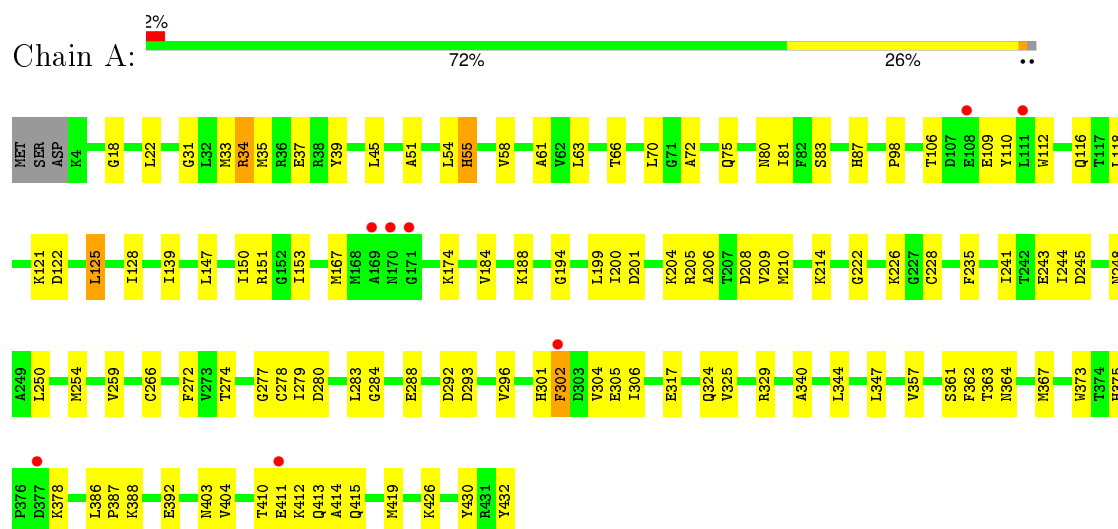 2%
Chain A:
72%
26%
••
MET SER ASP K4 G18 L22 G31 L32 M33 R34 M35 R36 E37 R38 Y39 L45 A51 L54 H55 V58 A61 V62 L63 T66 L70 G71 A72 Q75 N80 I81 F82 S83 H87 P98 T106 D107 E108 E109 Y110 L111 W112 Q116 T117 L118
K121 D122 L125 I128 I139 L147 I150 R151 G152 I153 M167 M168 A169 N170 G171 K174 V184 K188 G194 L199 I200 D201 K204 R205 A206 T207 D208 V209 M210 K214 G222 K226 G227 C228 F235 I241 T242 E243 I244 D245 N248
A249 L250 M254 V259 C266 F272 V273 T274 G277 C278 I279 D280 L283 G284 E288 D292 D293 V296 H301 F302 D303 V304 E305 I306 E317 Q324 V325 R329 A340 L344 L347 V357 S361 F362 T363 N364 M367 W373 T374 H375
P376 D377 K378 L386 P387 K388 E392 N403 V404 T410 E411 K412 Q413 A414 Q415 M419 K426 Y430 R431 Y432